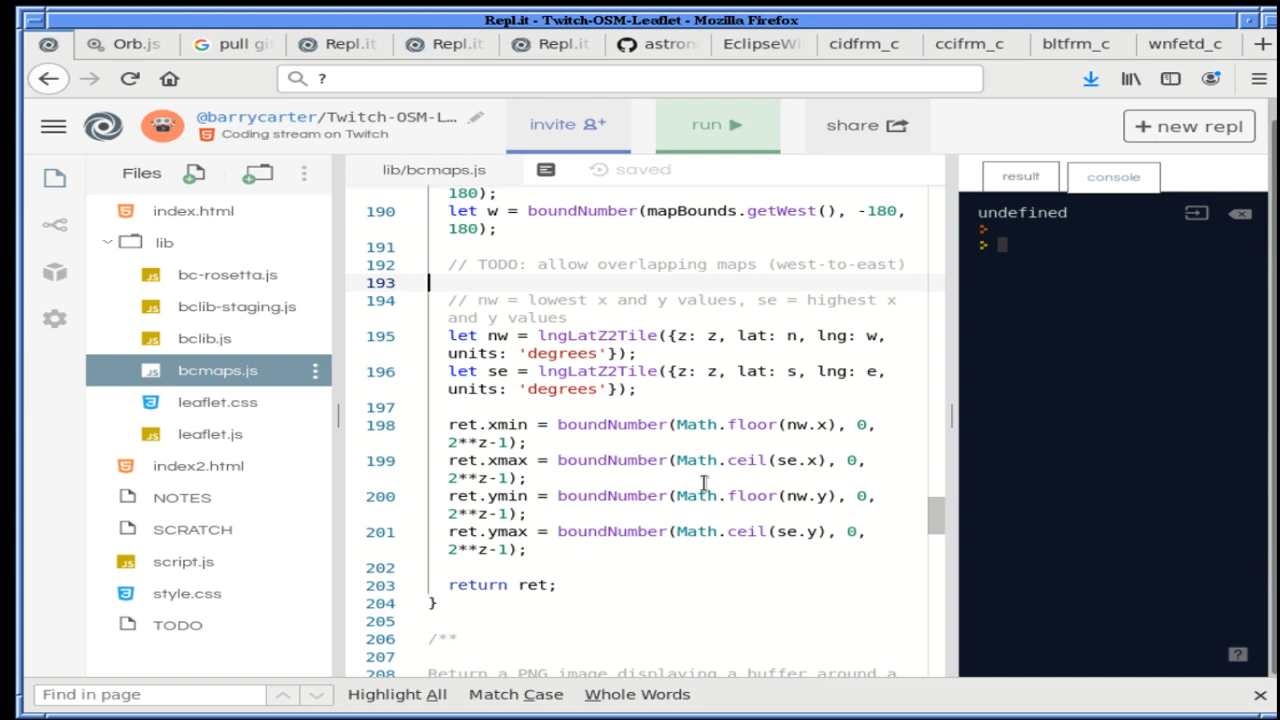 Repl.it - Twitch-OSM-Leaflet - Mozilla Firefox
Orb.js
pull gi
Repl.it
Repl.it
Repl.it
astron
EclipseWi
cidfrm_c
ccifrm_c
bltfrm_c
wnfetd_c
?
@barrycarter/Twitch-OSM-L...
Coding stream on Twitch
invite
run
share
+ new repl
Files
index.html
lib
bc-rosetta.js
bclib-staging.js
bclib.js
bcmaps.js
leaflet.css
leaflet.js
index2.html
NOTES
SCRATCH
script.js
style.css
TODO
lib/bcmaps.js
saved
180);
190 let w = boundNumber(mapBounds.getWest(), -180,
180);
191
192 // TODO: allow overlapping maps (west-to-east)
193
194 // nw = lowest x and y values, se = highest x
and y values
195 let nw = lngLatZ2Tile({z: z, lat: n, lng: w,
units: 'degrees'});
196 let se = lngLatZ2Tile({z: z, lat: s, lng: e,
units: 'degrees'});
197
198 ret.xmin = boundNumber(Math.floor(nw.x), 0,
2**z-1);
199 ret.xmax = boundNumber(Math.ceil(se.x), 0,
2**z-1);
200 ret.ymin = boundNumber(Math.floor(nw.y), 0,
2**z-1);
201 ret.ymax = boundNumber(Math.ceil(se.y), 0,
2**z-1);
202
203 return ret;
204 }
205
206 /**
207
208 Return a PNG image displaying a buffer around a
result
console
undefined
>
>
?
Find in page
Highlight All
Match Case
Whole Words